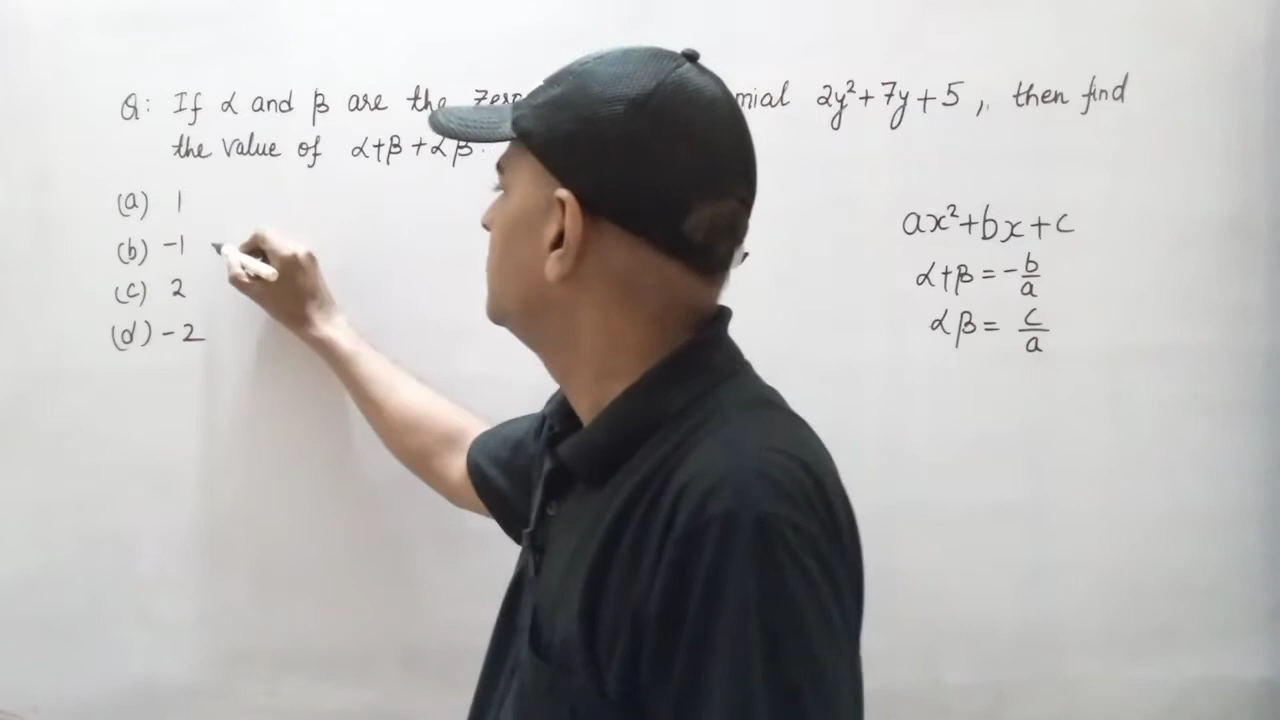 Q: If α and β are the zero mial 2y²+7y+5, then find
the value of α+β+αβ.
(a) 1
(b) -1
(c) 2
(d) -2
ax²+bx+c
α+β = -b/a
αβ = c/a